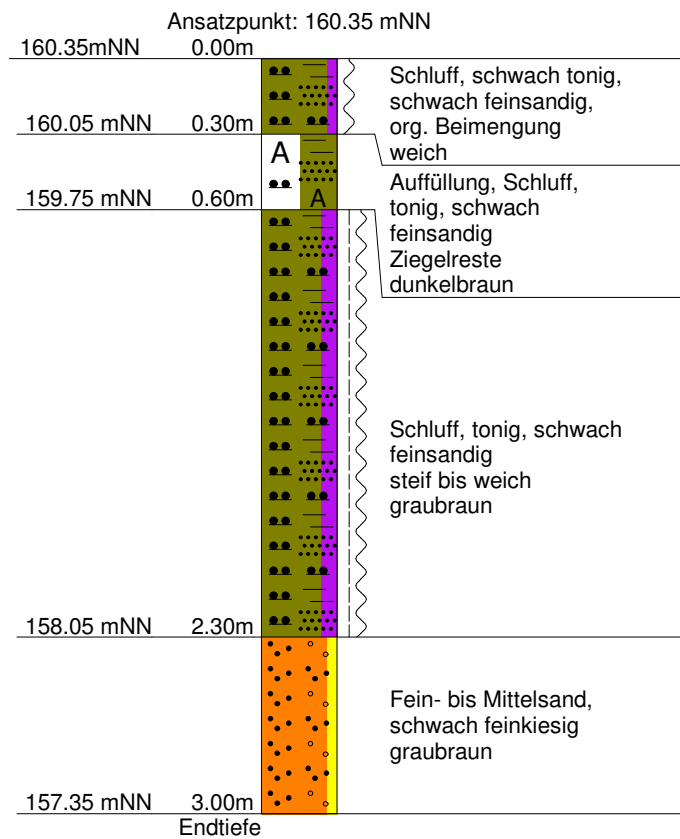 Ansatzpunkt: 160.35 mNN
160.35mNN 0.00m
Schluff, schwach tonig,
schwach feinsandig,
org. Beimengung
weich
160.05 mNN 0.30m
A
A
Auffüllung, Schluff,
tonig, schwach
feinsandig
Ziegelreste
dunkelbraun
159.75 mNN 0.60m
Schluff, tonig, schwach
feinsandig
steif bis weich
graubraun
158.05 mNN 2.30m
Fein- bis Mittelsand,
schwach feinkiesig
graubraun
157.35 mNN 3.00m
Endtiefe